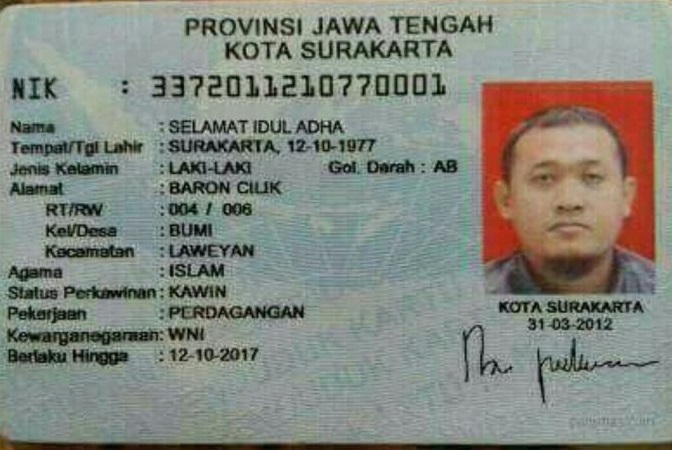 PROVINSI JAWA TENGAH
KOTA SURAKARTA
NIK : 3372011210770001
Nama : SELAMAT IDUL ADHA
Tempat/Tgl Lahir : SURAKARTA, 12-10-1977
Jenis Kelamin : LAKI-LAKI Gol. Darah : AB
Alamat : BARON CILIK
RT/RW : 004 / 006
Kel/Desa : BUMI
Kecamatan : LAWEYAN
Agama : ISLAM
Status Perkawinan : KAWIN
Pekerjaan : PERDAGANGAN
Kewarganegaraan: WNI
Berlaku Hingga : 12-10-2017
KOTA SURAKARTA
31-03-2012